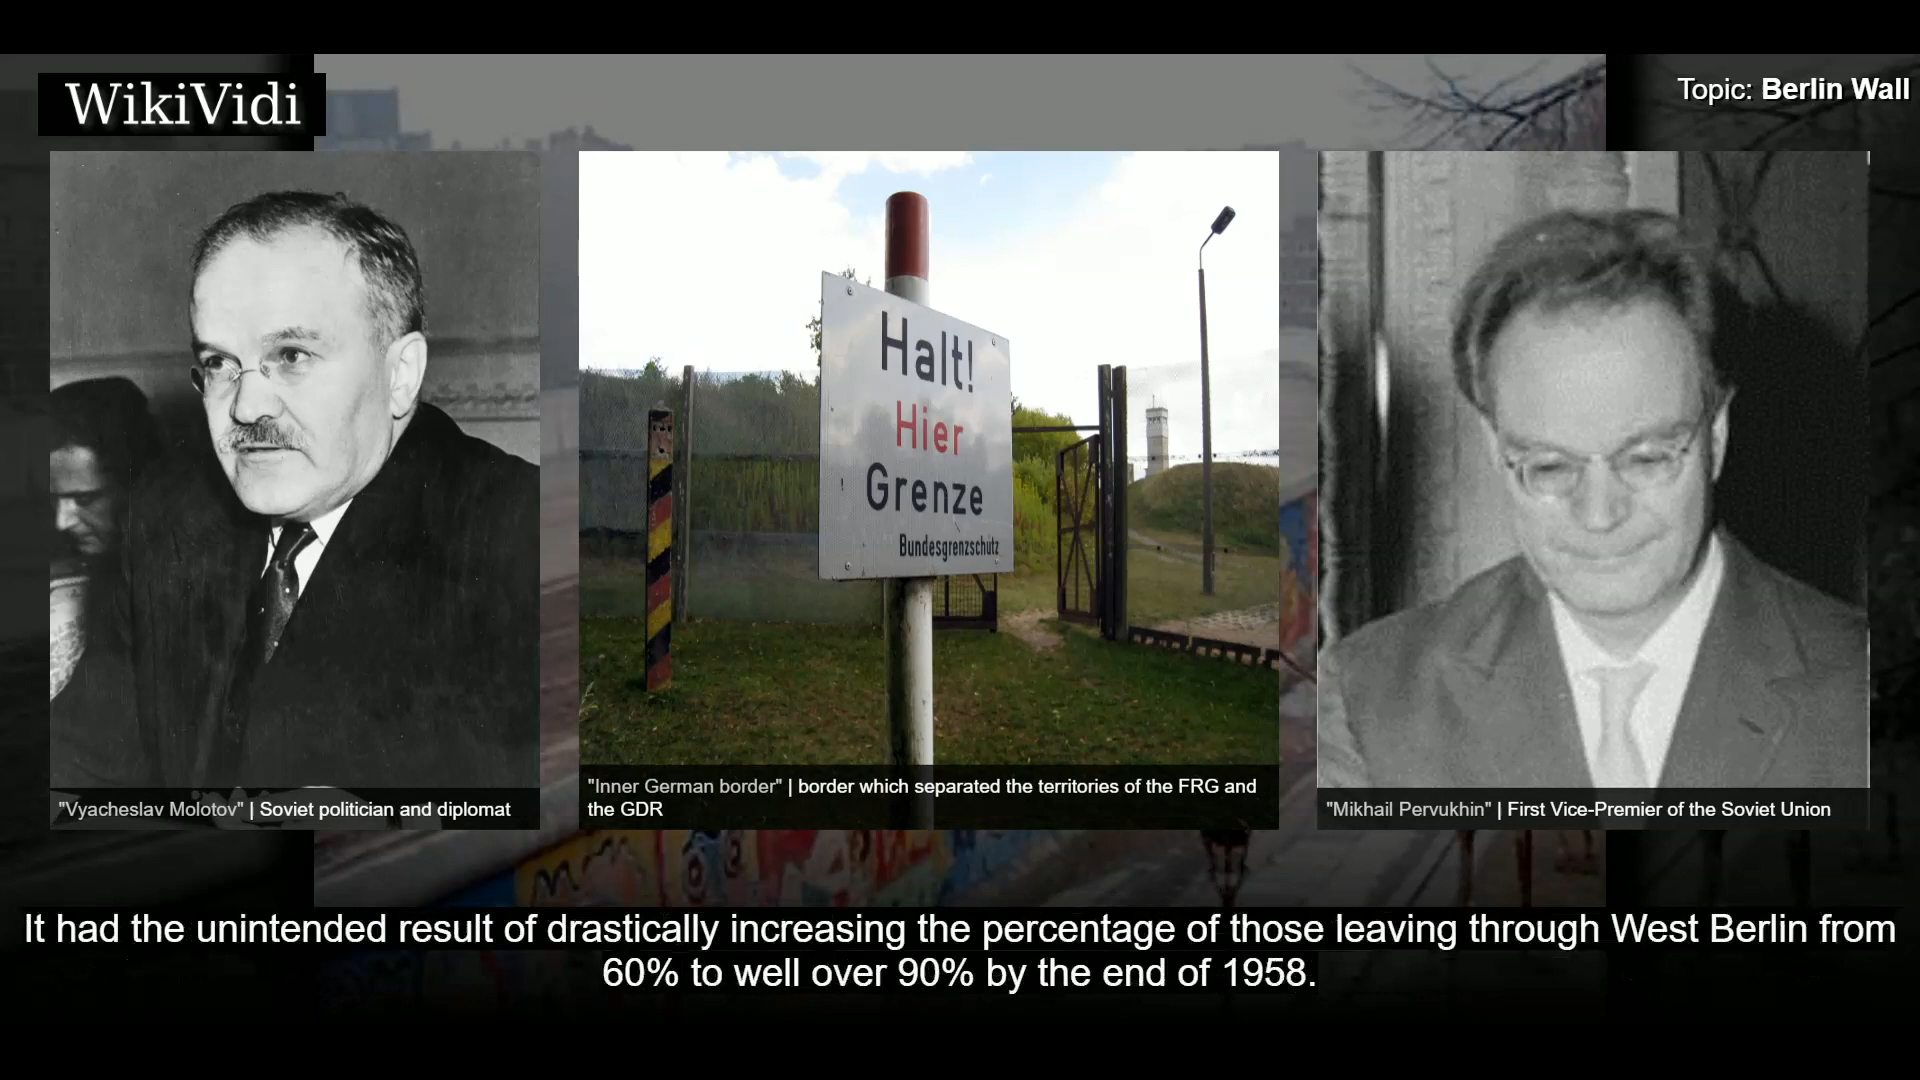 WikiVidi
Topic: Berlin Wall
Halt!
Hier
Grenze
Bundesgrenzschutz
"Vyacheslav Molotov" | Soviet politician and diplomat
"Inner German border" | border which separated the territories of the FRG and
the GDR
"Mikhail Pervukhin" | First Vice-Premier of the Soviet Union
It had the unintended result of drastically increasing the percentage of those leaving through West Berlin from
60% to well over 90% by the end of 1958.